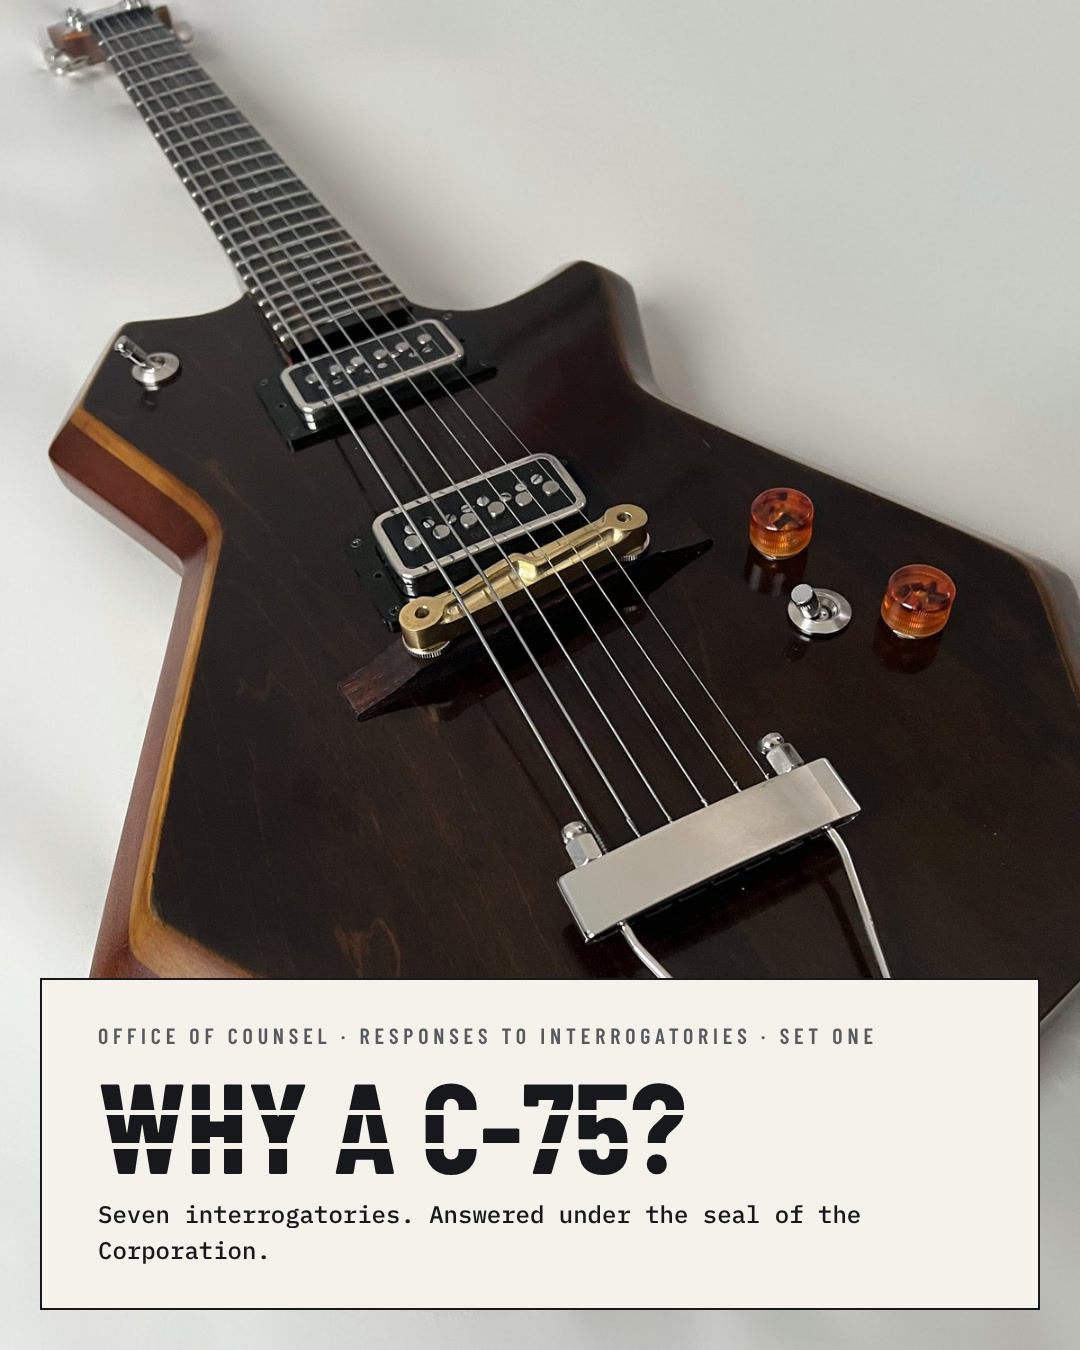 OFFICE OF COUNSEL · RESPONSES TO INTERROGATORIES · SET ONE
WHY A C-75?
Seven interrogatories. Answered under the seal of the
Corporation.